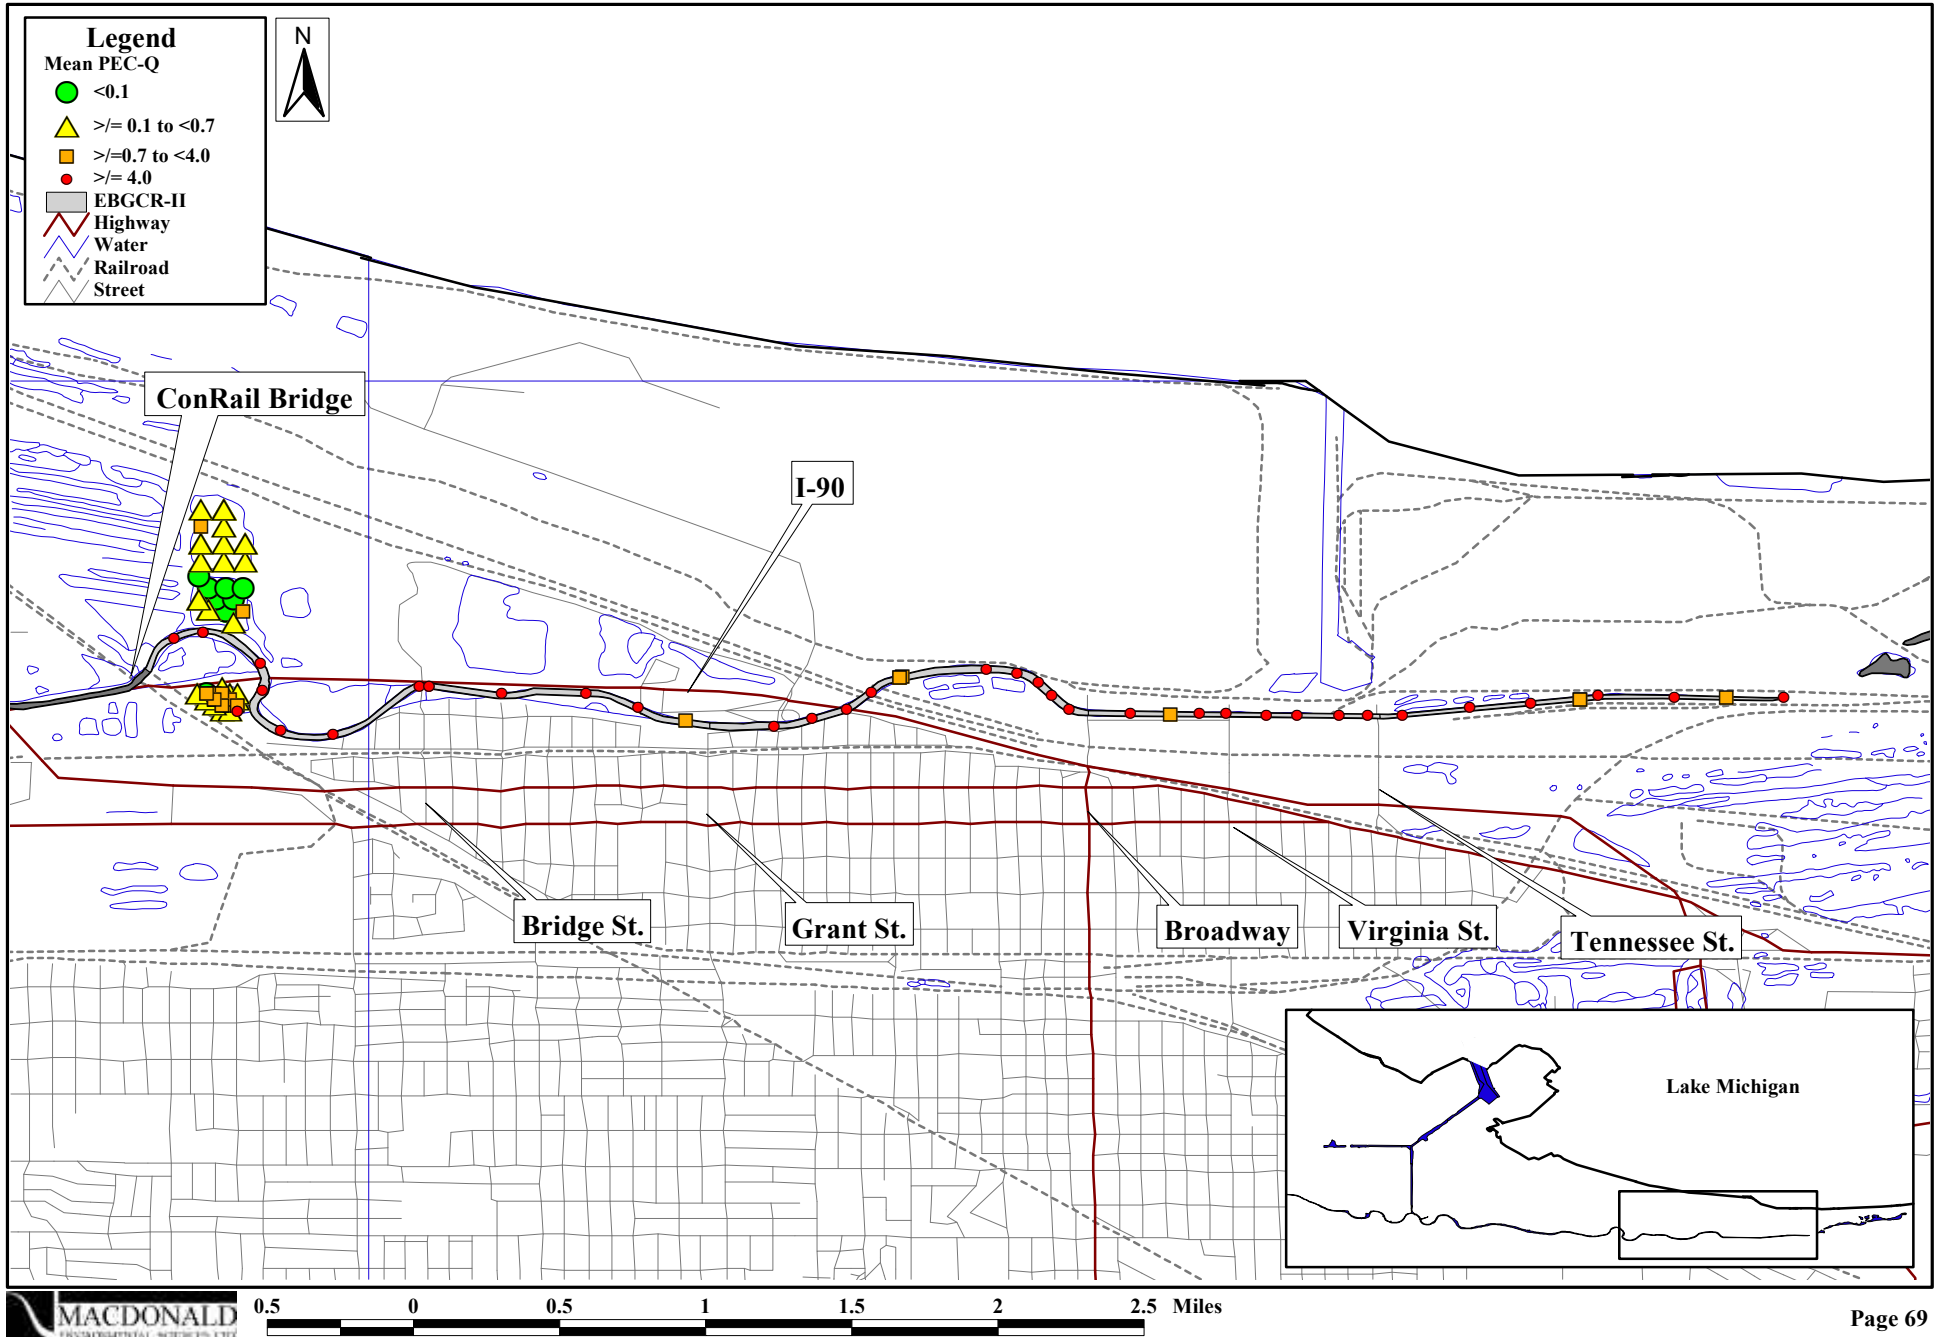 Legend
Mean PEC-Q
<0.1
>/= 0.1 to <0.7
>/=0.7 to <4.0
>/= 4.0
EBGCR-II
Highway
Water
Railroad
Street
N
ConRail Bridge
I-90
Bridge St.
Grant St.
Broadway
Virginia St.
Tennessee St.
Lake Michigan
MACDONALD
0.5 0 0.5 1 1.5 2 2.5 Miles
Page 69